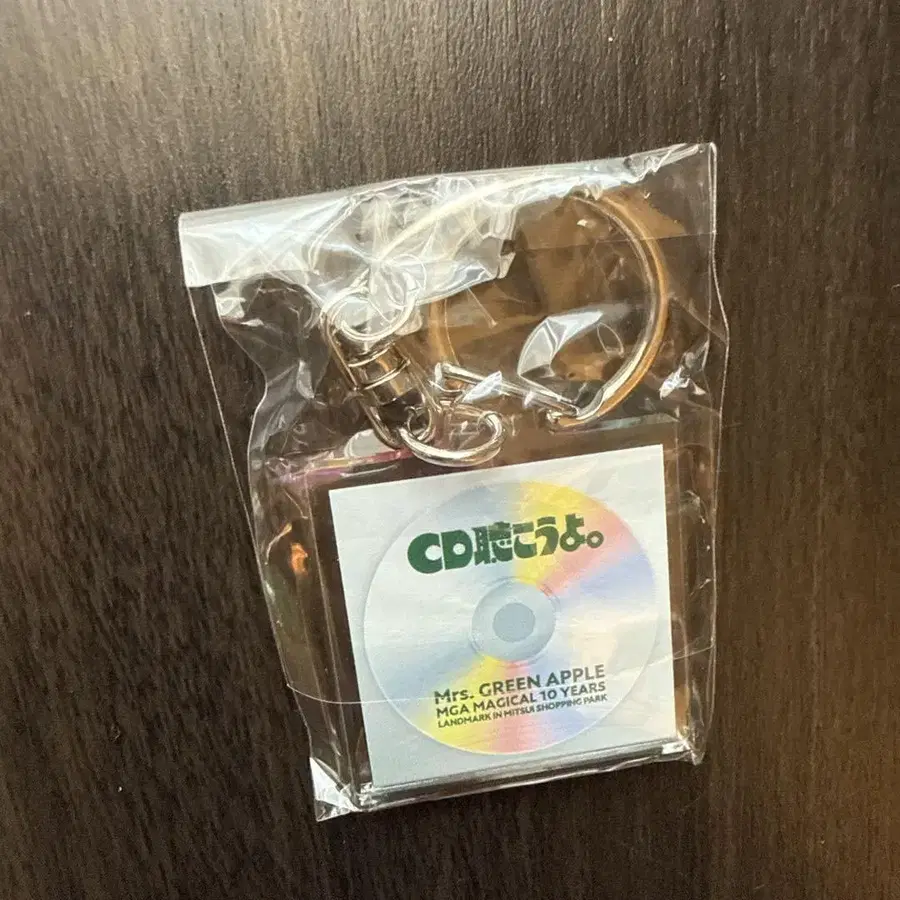 CD聴こうよ。
Mrs. GREEN APPLE
MGA MAGICAL 10 YEARS
LANDMARK IN MITSUI SHOPPING PARK